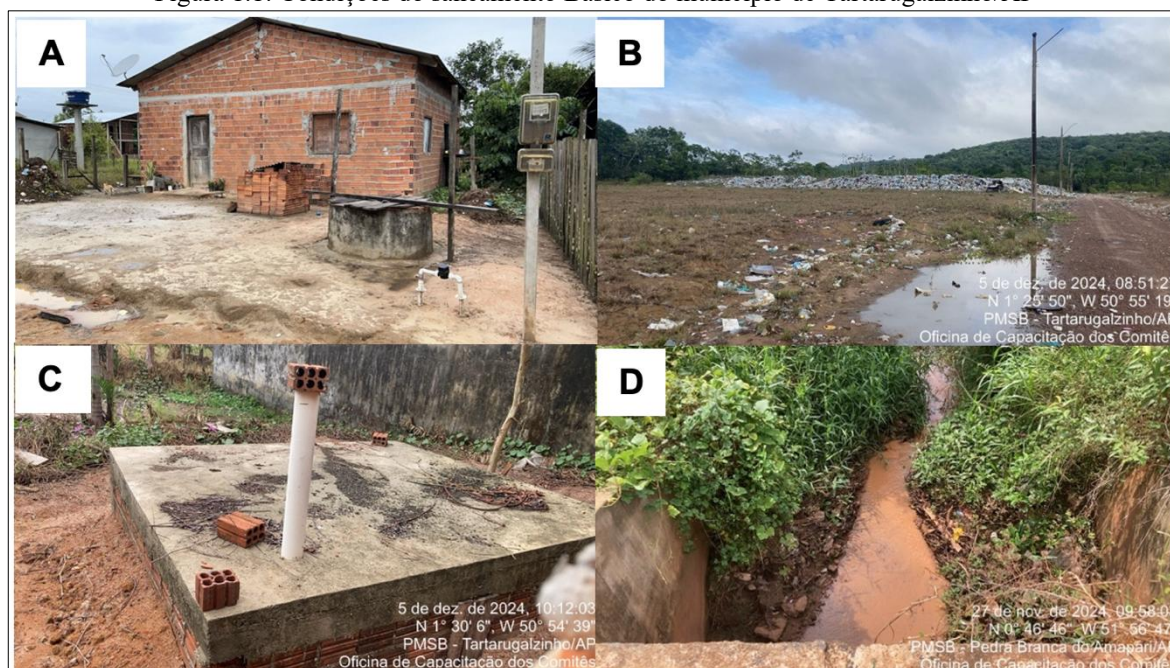 A
B
5 de dez. de 2024, 08:51:2
N 1° 25' 50", W 50° 55' 19
PMSB - Tartarugalzinho/A
Oficina de Capacitação dos Comitê
C
5 de dez. de 2024, 10:12:03
N 1° 30' 6", W 50° 54' 39"
PMSB - Tartarugalzinho/AP
Oficina de Capacitação dos Comitês
D
27 de nov. de 2024, 09:58:0
N 0° 46' 46", W 51° 56' 47
PMSB - Pedra Branca do Amapari/A
Oficina de Capacitação dos Comitê